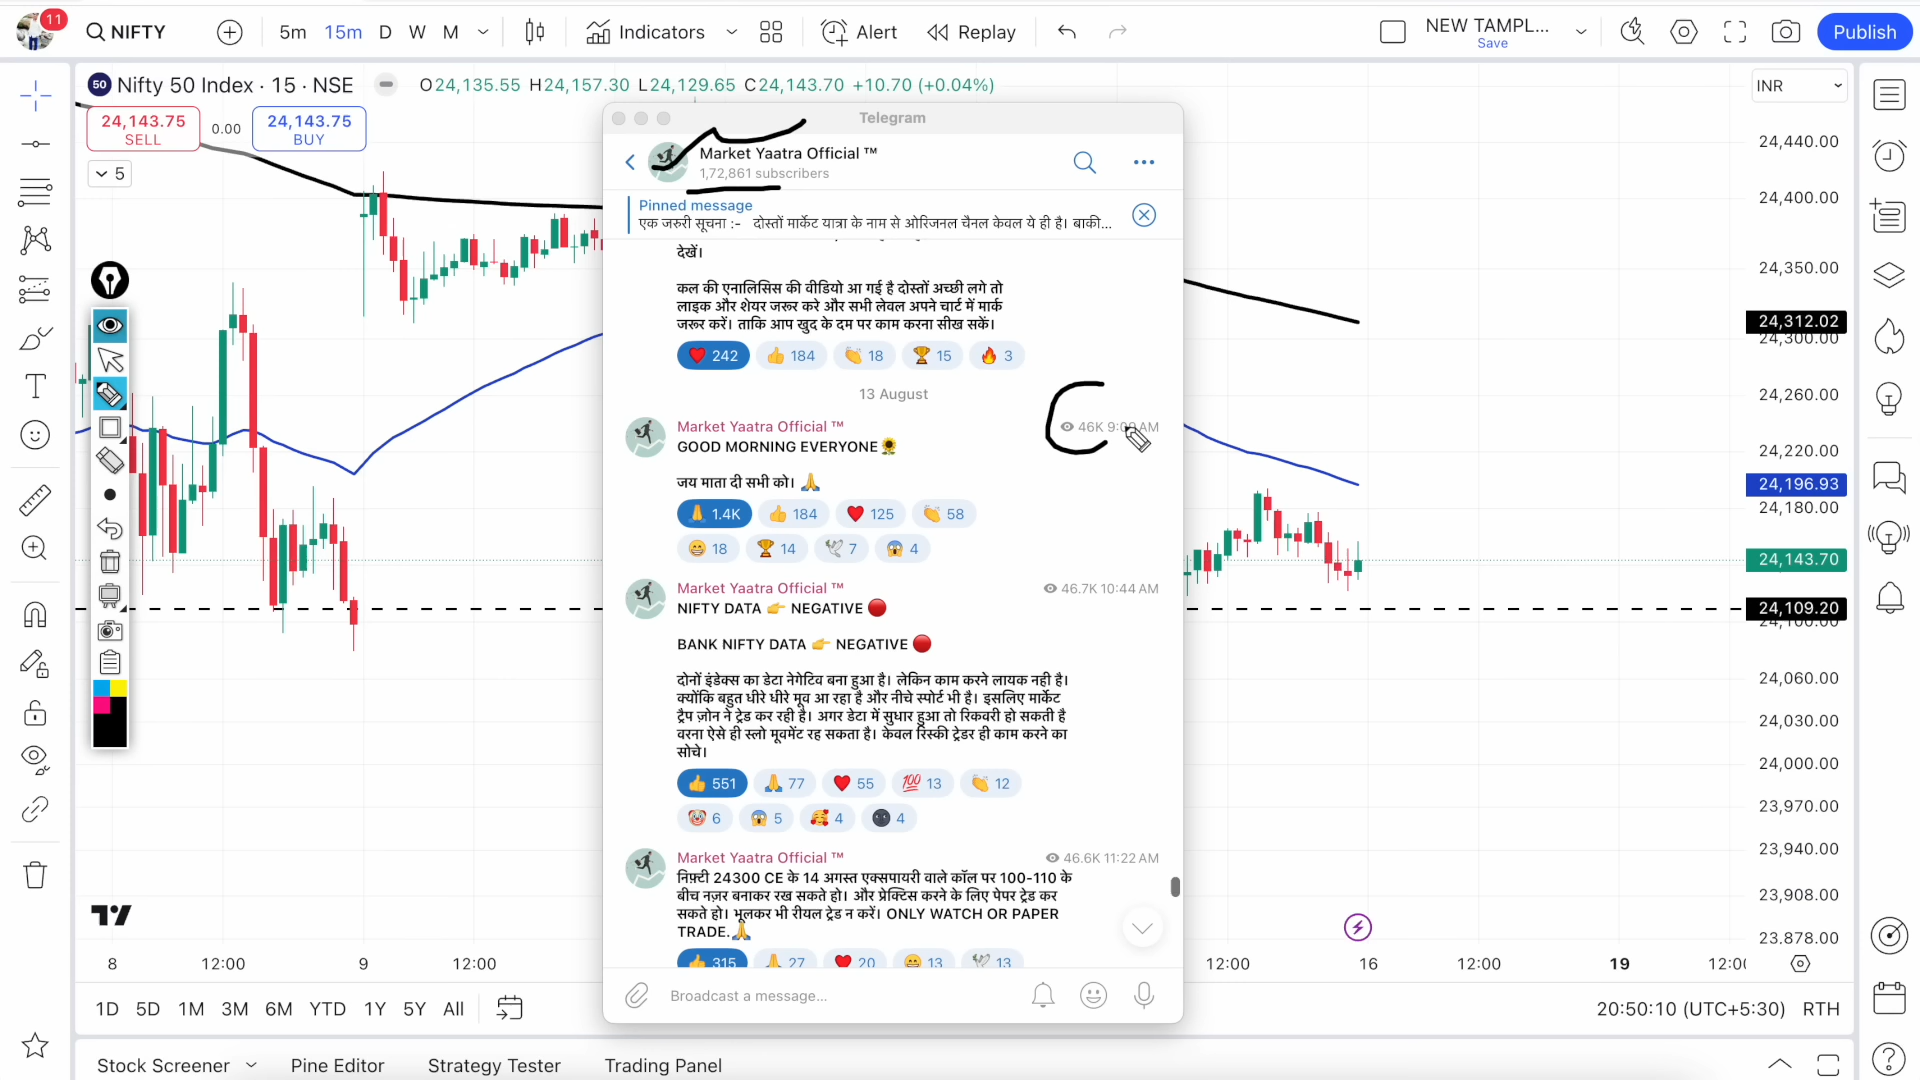 11
NIFTY
5m 15m D W M
Indicators
Alert
Replay
NEW TAMPL...
Save
Publish
50 Nifty 50 Index · 15 · NSE
O24,135.55 H24,157.30 L24,129.65 C24,143.70 +10.70 (+0.04%)
INR
24,143.75
SELL
0.00
24,143.75
BUY
5
Telegram
Market Yaatra Official ™
1,72,861 subscribers
Pinned message
एक जरुरी सूचना :- दोस्तों मार्केट यात्रा के नाम से ओरिजनल चैनल केवल ये ही है। बाकी...
देखें।
कल की एनालिसिस की वीडियो आ गई है दोस्तों अच्छी लगे तो
लाइक और शेयर जरूर करे और सभी लेवल अपने चार्ट में मार्क
जरूर करें। ताकि आप खुद के दम पर काम करना सीख सकें।
242 184 18 15 3
13 August
Market Yaatra Official ™
46K
GOOD MORNING EVERYONE
जय माता दी सभी को।
1.4K 184 125 58
18 14 7 4
Market Yaatra Official ™
46.7K 10:44 AM
NIFTY DATA 👉 NEGATIVE 🔴
BANK NIFTY DATA 👉 NEGATIVE 🔴
दोनों इंडेक्स का डेटा नेगेटिव बना हुआ है। लेकिन काम करने लायक नही है।
क्योंकि बहुत धीरे धीरे मूव आ रहा है और नीचे स्पोर्ट भी है। इसलिए मार्केट
ट्रैप ज़ोन ने ट्रेड कर रही है। अगर डेटा में सुधार हुआ तो रिकवरी हो सकती है
वरना ऐसे ही स्लो मूवमेंट रह सकता है। केवल रिस्की ट्रेडर ही काम करने का
सोचे।
551 77 55 💯 13 12
6 5 4 4
Market Yaatra Official ™
46.6K 11:22 AM
निफ़्टी 24300 CE के 14 अगस्त एक्सपायरी वाले कॉल पर 100-110 के
बीच नज़र बनाकर रख सकते हो। और प्रेक्टिस करने के लिए पेपर ट्रेड कर
सकते हो। भूलकर भी रीयल ट्रेड न करें। ONLY WATCH OR PAPER
TRADE.
315 27 20 13 13
Broadcast a message...
24,440.00
24,400.00
24,350.00
24,312.02
24,300.00
24,260.00
24,220.00
24,196.93
24,180.00
24,143.70
24,109.20
24,100.00
24,060.00
24,030.00
24,000.00
23,970.00
23,940.00
23,908.00
23,878.00
8 12:00 9 12:00 12:00 16 12:00 19
1D 5D 1M 3M 6M YTD 1Y 5Y All
20:50:10 (UTC+5:30) RTH
Stock Screener Pine Editor Strategy Tester Trading Panel